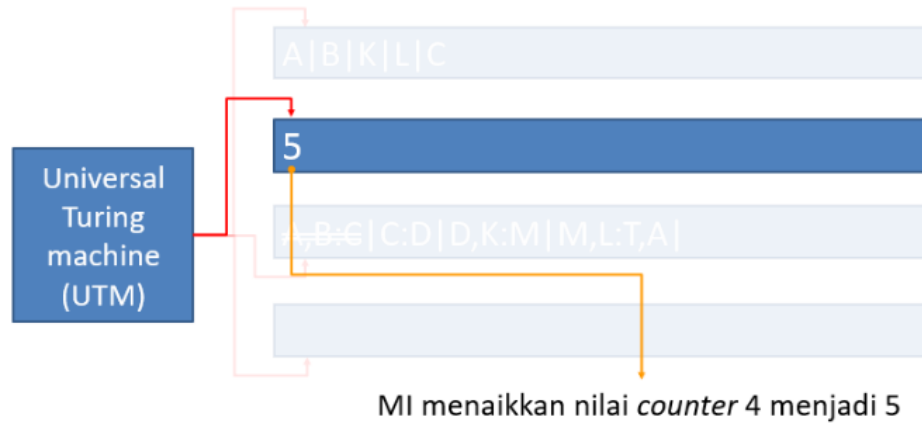 A|B|K|L|C
5
Universal
Turing
machine
(UTM)
A,B:C|C:D|D,K:M|M,L:T,A|
MI menaikkan nilai counter 4 menjadi 5